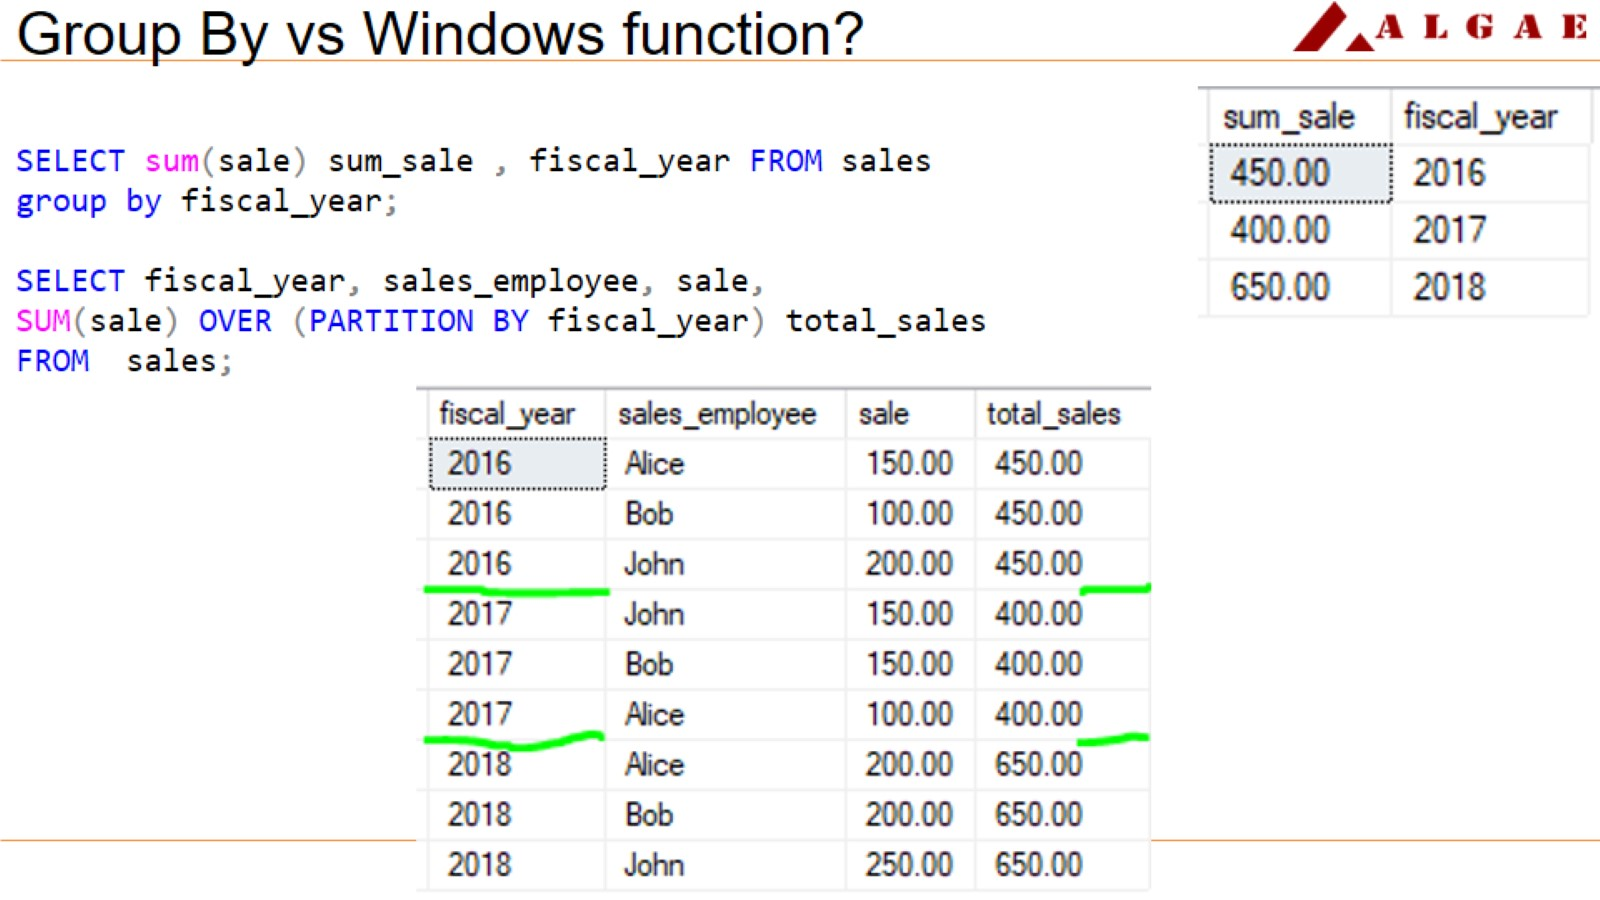 Group By vs Windows function?
ALGAE
SELECT sum(sale) sum_sale , fiscal_year FROM sales
group by fiscal_year;
SELECT fiscal_year, sales_employee, sale,
SUM(sale) OVER (PARTITION BY fiscal_year) total_sales
FROM sales;
sum_sale fiscal_year
450.00 2016
400.00 2017
650.00 2018
fiscal_year sales_employee sale total_sales
2016 Alice 150.00 450.00
2016 Bob 100.00 450.00
2016 John 200.00 450.00
2017 John 150.00 400.00
2017 Bob 150.00 400.00
2017 Alice 100.00 400.00
2018 Alice 200.00 650.00
2018 Bob 200.00 650.00
2018 John 250.00 650.00